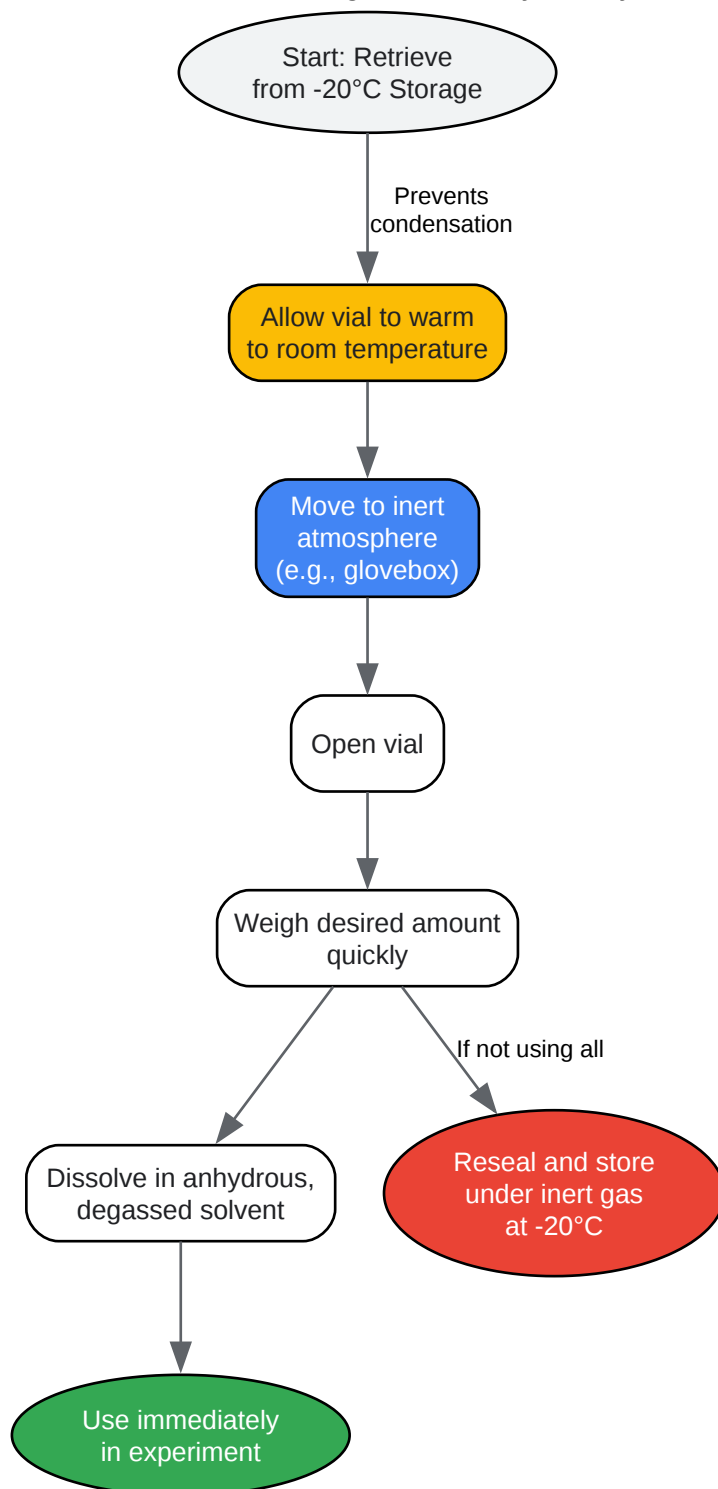 Start: Retrieve
from -20°C Storage
Prevents
condensation
Allow vial to warm
to room temperature
Move to inert
atmosphere
(e.g., glovebox)
Open vial
Weigh desired amount
quickly
If not using all
Dissolve in anhydrous,
degassed solvent
Reseal and store
under inert gas
at -20°C
Use immediately
in experiment